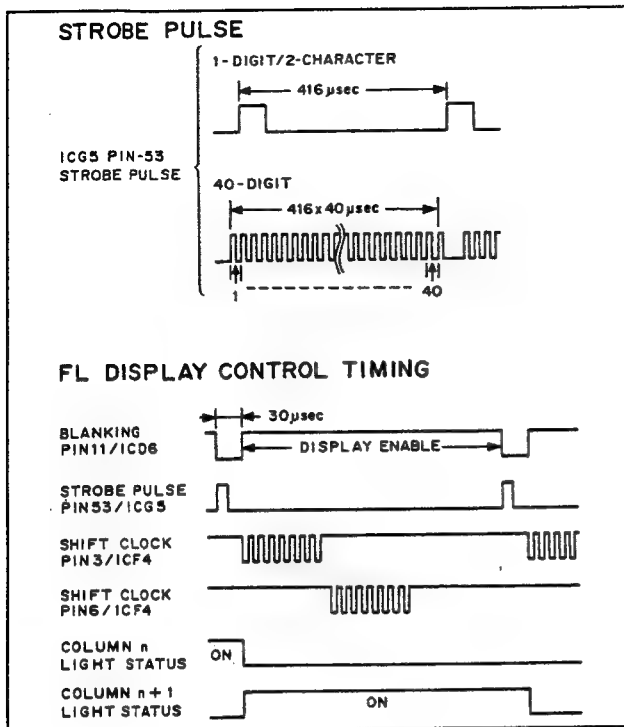 STROBE PULSE
1-DIGIT/2-CHARACTER
416µsec
ICG5 PIN-53
STROBE PULSE
40-DIGIT
416x40µsec
1
40
FL DISPLAY CONTROL TIMING
30µsec
BLANKING
PIN11/ICD6
DISPLAY ENABLE
STROBE PULSE
PIN53/ICG5
SHIFT CLOCK
PIN3/ICF4
SHIFT CLOCK
PIN6/ICF4
COLUMN n
LIGHT STATUS
ON
COLUMN n+1
LIGHT STATUS
ON